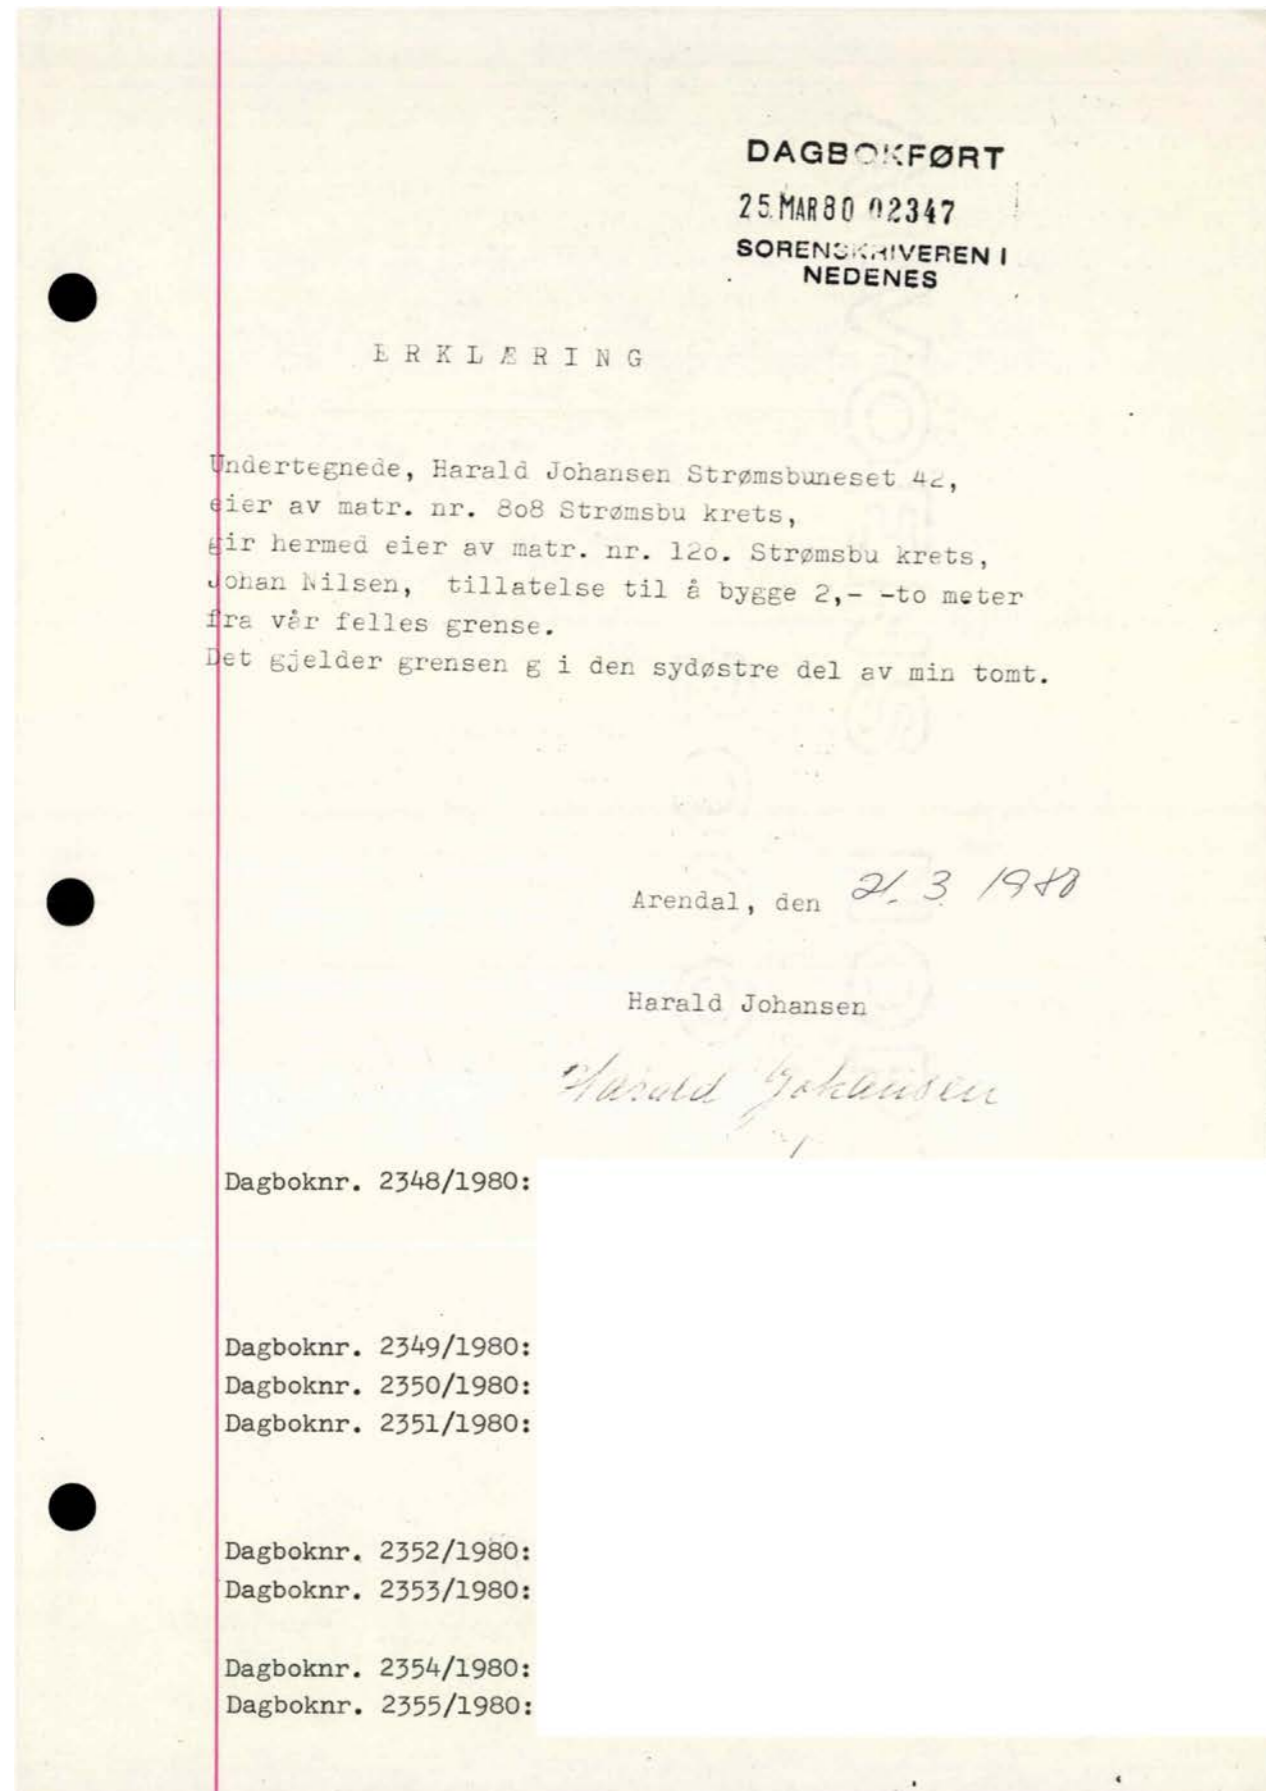 DAGBOKFØRT
25.MAR80 02347
SORENSKRIVEREN I
NEDENES
ERKLÆRING
Undertegnede, Harald Johansen Strømsbuneset 42,
eier av matr. nr. 8o8 Strømsbu krets,
gir hermed eier av matr. nr. 12o. Strømsbu krets,
Johan Nilsen, tillatelse til å bygge 2,- -to meter
fra vår felles grense.
Det gjelder grensen g i den sydøstre del av min tomt.
Arendal, den 21.3.1980
Harald Johansen
Harald Johansen
Dagboknr. 2348/1980:
Dagboknr. 2349/1980:
Dagboknr. 2350/1980:
Dagboknr. 2351/1980:
Dagboknr. 2352/1980:
Dagboknr. 2353/1980:
Dagboknr. 2354/1980:
Dagboknr. 2355/1980: